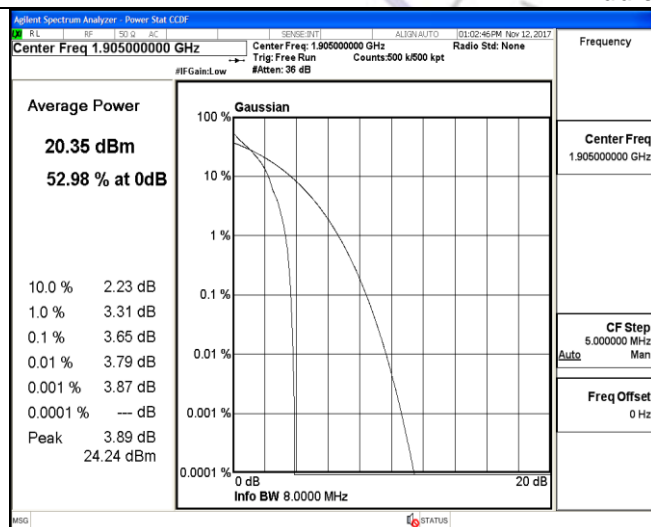 Agilent Spectrum Analyzer - Power Stat CCDF
RL RF 50 Ω AC SENSE:INT ALIGNAUTO 01:02:46PM Nov 12, 2017
Center Freq 1.905000000 GHz
Center Freq: 1.905000000 GHz
Radio Std: None
Trig: Free Run Counts:500 k/500 kpt
#IFGain:Low #Atten: 36 dB
Frequency
Average Power
20.35 dBm
52.98 % at 0dB
10.0 % 2.23 dB
1.0 % 3.31 dB
0.1 % 3.65 dB
0.01 % 3.79 dB
0.001 % 3.87 dB
0.0001 % --- dB
Peak 3.89 dB
24.24 dBm
Gaussian
100 %
10 %
1 %
0.1 %
0.01 %
0.001 %
0.0001 %
0 dB 20 dB
Info BW 8.0000 MHz
Center Freq
1.905000000 GHz
CF Step
5.000000 MHz
Auto Man
Freq Offset
0 Hz
MSG STATUS